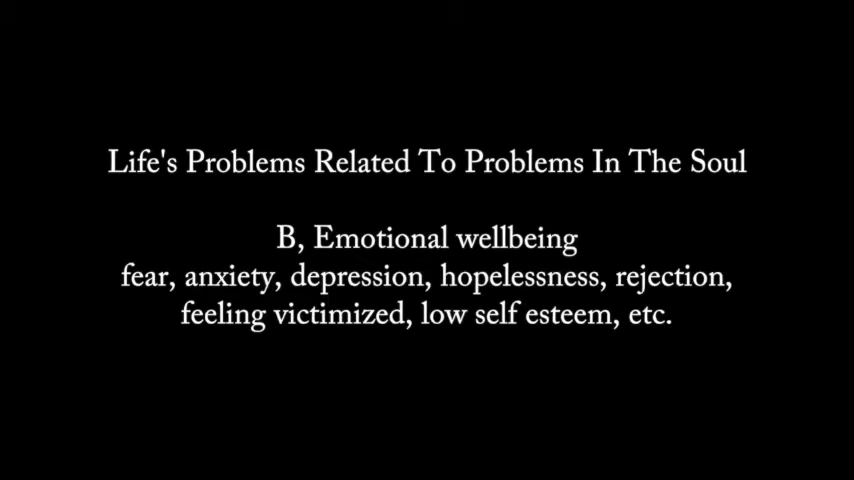 Life's Problems Related To Problems In The Soul
B, Emotional wellbeing
fear, anxiety, depression, hopelessness, rejection,
feeling victimized, low self esteem, etc.